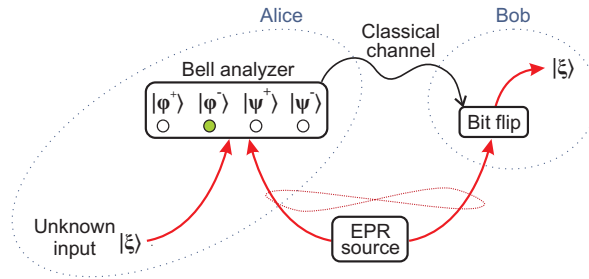 Alice
Bob
Classical
channel
Bell analyzer
|φ⁺⟩ |φ⁻⟩ |ψ⁺⟩ |ψ⁻⟩
|ξ⟩
Bit flip
Unknown
input |ξ⟩
EPR
source